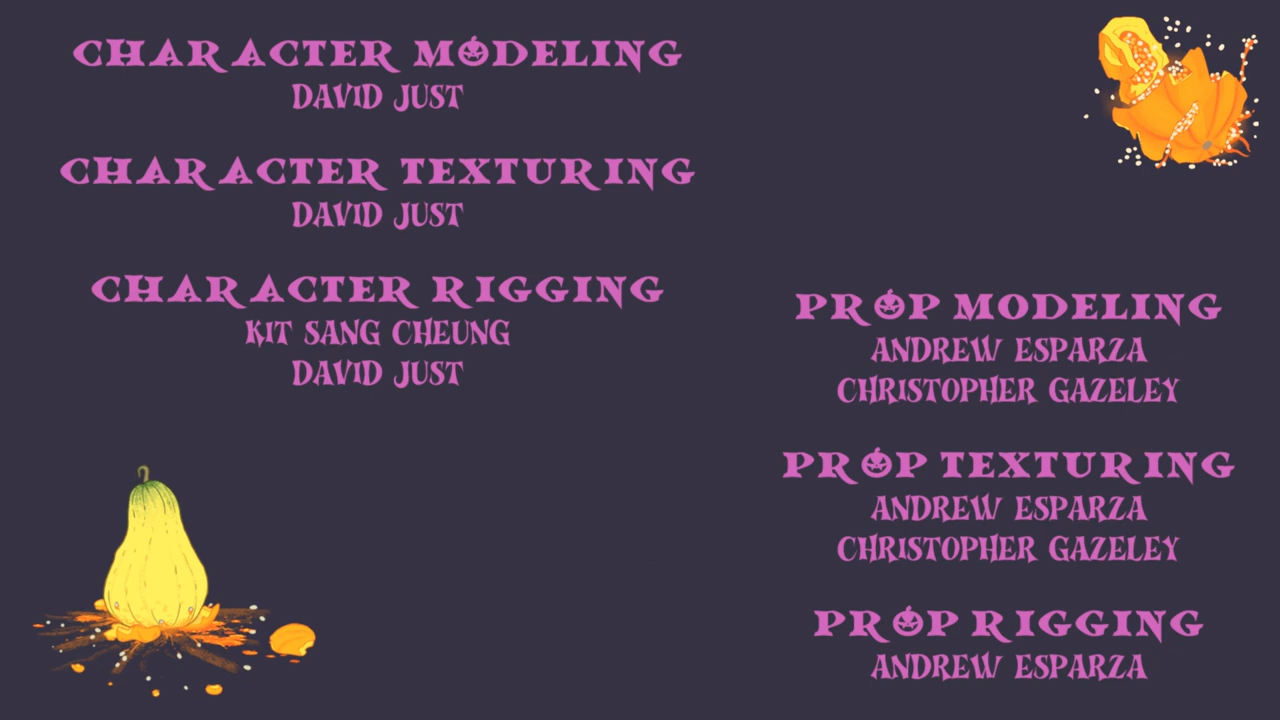 CHARACTER MODELING
DAVID JUST
CHARACTER TEXTURING
DAVID JUST
CHARACTER RIGGING
KIT SANG CHEUNG
DAVID JUST
PROP MODELING
ANDREW ESPARZA
CHRISTOPHER GAZELEY
PROP TEXTURING
ANDREW ESPARZA
CHRISTOPHER GAZELEY
PROP RIGGING
ANDREW ESPARZA